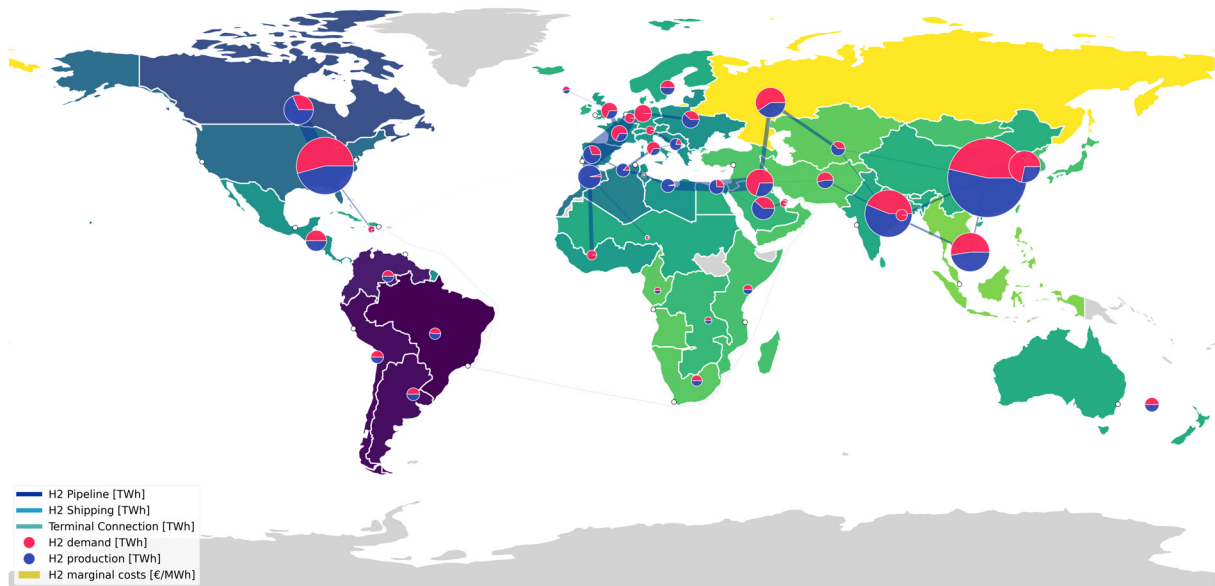 H2 Pipeline [TWh]
H2 Shipping [TWh]
Terminal Connection [TWh]
H2 demand [TWh]
H2 production [TWh]
H2 marginal costs [€/MWh]